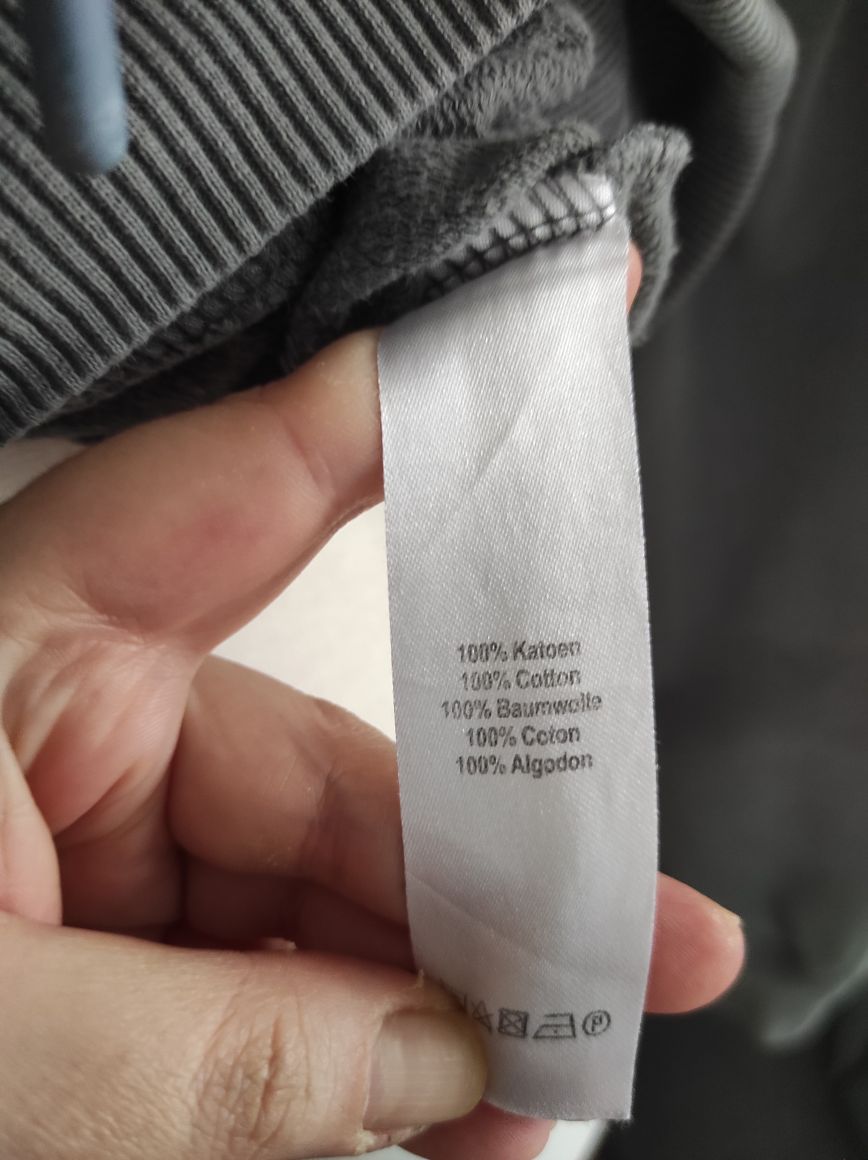 100% Katoen
100% Cotton
100% Baumwolle
100% Coton
100% Algodon
P